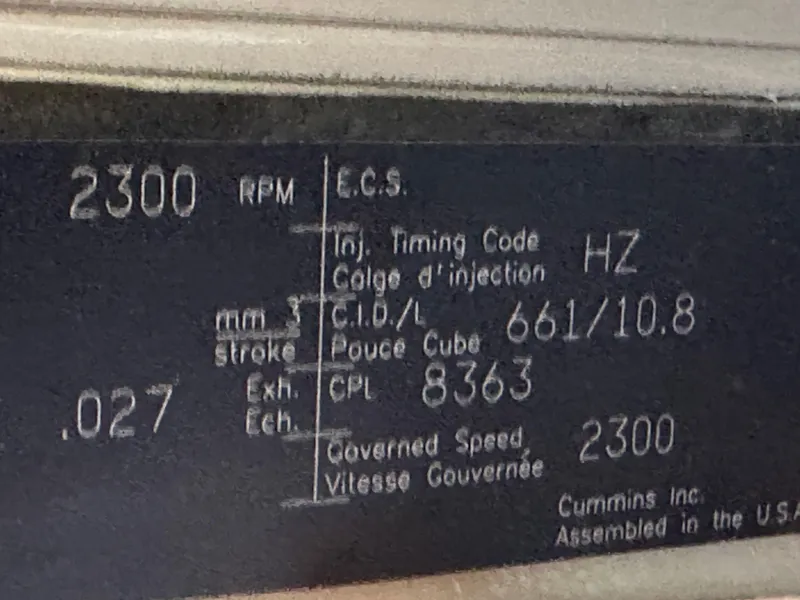 2300 RPM
E.C.S.
Inj. Timing Code HZ
Calge d'injection
mm 3
stroke
C.I.D./L 661/10.8
Pouce Cube
.027 Exh.
Ech.
CPL 8363
Governed Speed 2300
Vitesse Gouvernée
Cummins Inc.
Assembled in the U.S.A